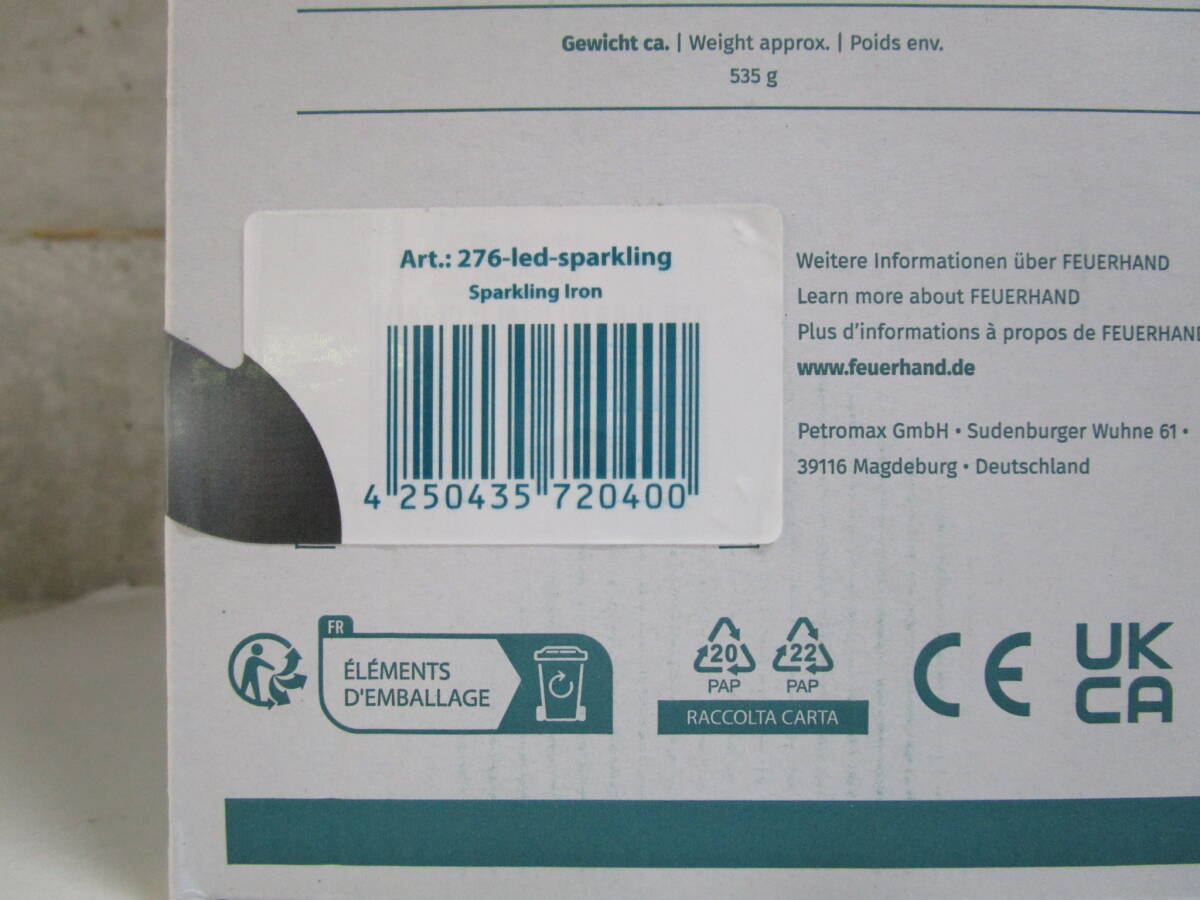 Gewicht ca. | Weight approx. | Poids env.
535 g
Art.: 276-led-sparkling
Sparkling Iron
4 250435 720400
Weitere Informationen über FEUERHAND
Learn more about FEUERHAND
Plus d'informations à propos de FEUERHAND
www.feuerhand.de
Petromax GmbH • Sudenburger Wuhne 61 •
39116 Magdeburg • Deutschland
FR
ÉLÉMENTS
D'EMBALLAGE
20 22
PAP PAP
RACCOLTA CARTA
CE
UK
CA